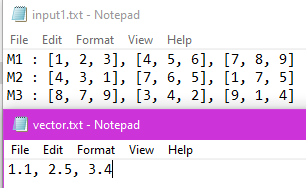 input1.txt - Notepad
File Edit Format View Help
M1 : [1, 2, 3], [4, 5, 6], [7, 8, 9]
M2 : [4, 3, 1], [7, 6, 5], [1, 7, 5]
M3 : [8, 7, 9], [3, 4, 2], [9, 1, 4]
vector.txt - Notepad
File Edit Format View Help
1.1, 2.5, 3.4